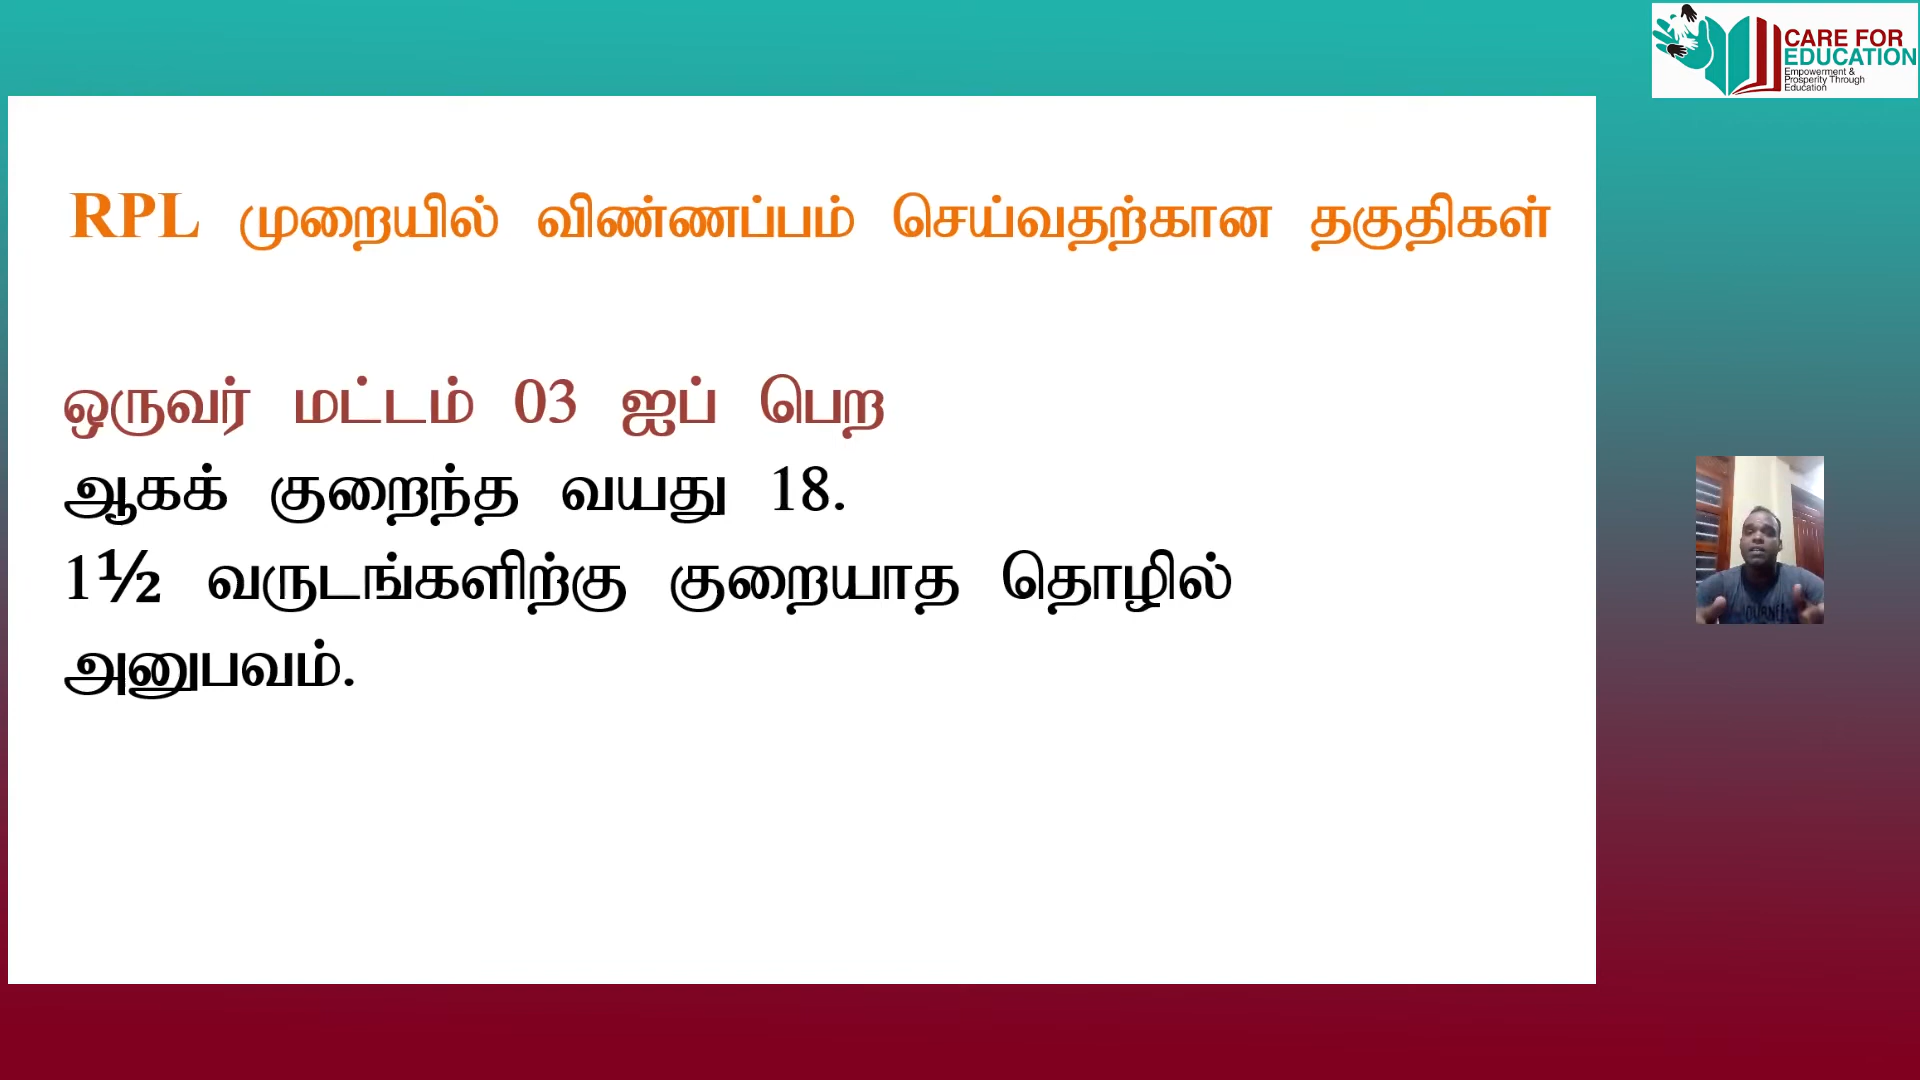 CARE FOR
EDUCATION
Empowerment &
Prosperity Through
Education
RPL முறையில் விண்ணப்பம் செய்வதற்கான தகுதிகள்
ஒருவர் மட்டம் 03 ஐப் பெற
ஆகக் குறைந்த வயது 18.
1½ வருடங்களிற்கு குறையாத தொழில்
அனுபவம்.